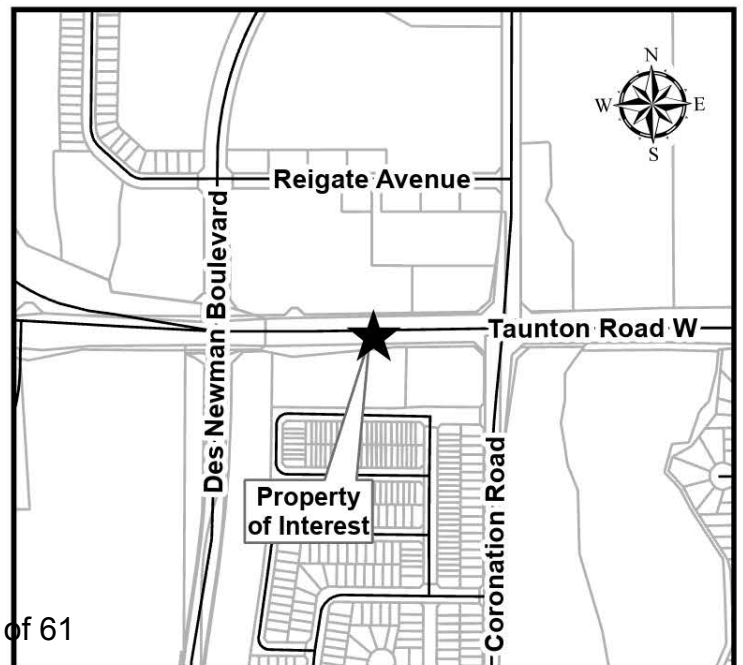 N
W E
S
Reigate Avenue
Des Newman Boulevard
Taunton Road W
Property
of Interest
Coronation Road
of 61